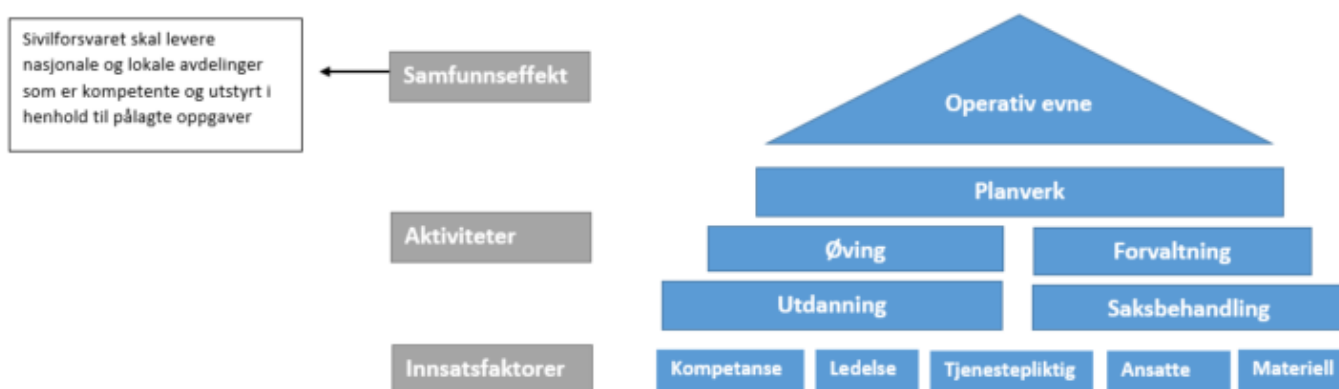 Sivilforsvaret skal levere
nasjonale og lokale avdelinger
som er kompetente og utstyrt i
henhold til pålagte oppgaver
Samfunnseffekt
Operativ evne
Planverk
Aktiviteter
Øving
Forvaltning
Utdanning
Saksbehandling
Innsatsfaktorer
Kompetanse
Ledelse
Tjenestepliktig
Ansatte
Materiell